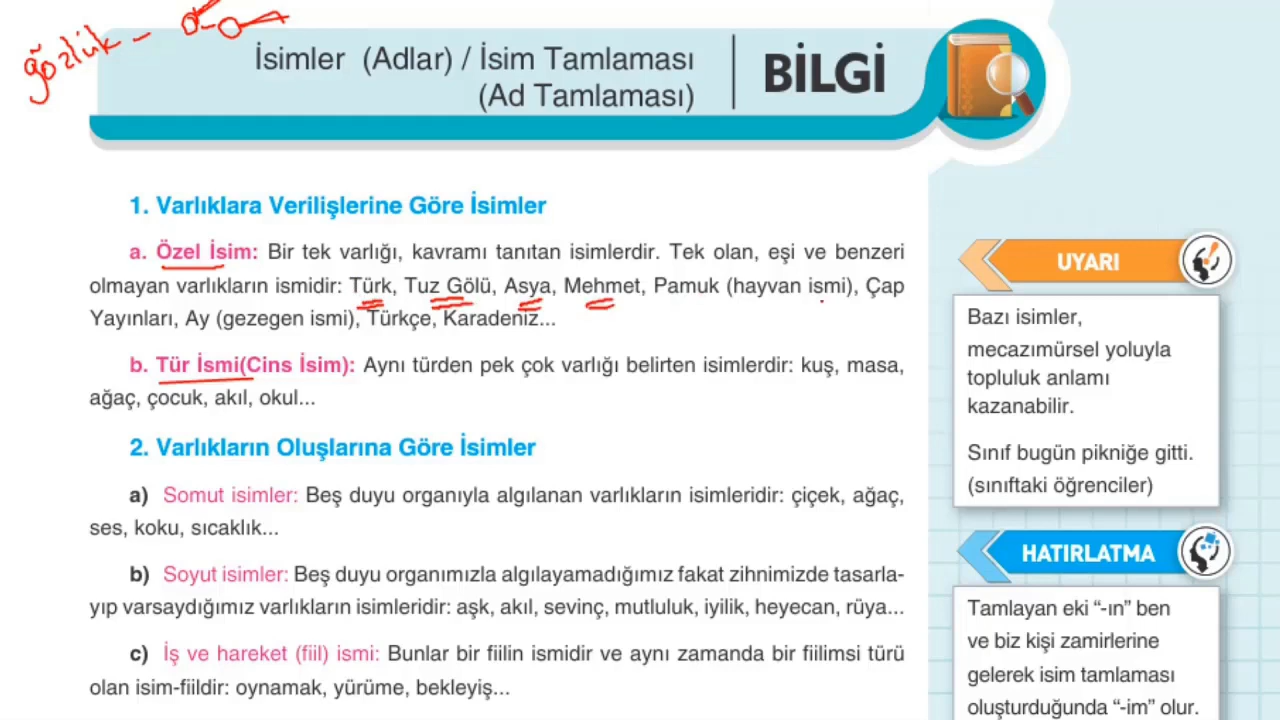 gözlük -
İsimler (Adlar) / İsim Tamlaması
(Ad Tamlaması)
BİLGİ
1. Varlıklara Verilişlerine Göre İsimler
a. Özel İsim: Bir tek varlığı, kavramı tanıtan isimlerdir. Tek olan, eşi ve benzeri
olmayan varlıkların ismidir: Türk, Tuz Gölü, Asya, Mehmet, Pamuk (hayvan ismi), Çap
Yayınları, Ay (gezegen ismi), Türkçe, Karadeniz...
b. Tür İsmi(Cins İsim): Aynı türden pek çok varlığı belirten isimlerdir: kuş, masa,
ağaç, çocuk, akıl, okul...
2. Varlıkların Oluşlarına Göre İsimler
a) Somut isimler: Beş duyu organıyla algılanan varlıkların isimleridir: çiçek, ağaç,
ses, koku, sıcaklık...
b) Soyut isimler: Beş duyu organımızla algılayamadığımız fakat zihnimizde tasarla-
yıp varsaydığımız varlıkların isimleridir: aşk, akıl, sevinç, mutluluk, iyilik, heyecan, rüya...
c) İş ve hareket (fiil) ismi: Bunlar bir fiilin ismidir ve aynı zamanda bir fiilimsi türü
olan isim-fiildir: oynamak, yürüme, bekleyiş...
UYARI
Bazı isimler,
mecazımürsel yoluyla
topluluk anlamı
kazanabilir.
Sınıf bugün pikniğe gitti.
(sınıftaki öğrenciler)
HATIRLATMA
Tamlayan eki “-ın” ben
ve biz kişi zamirlerine
gelerek isim tamlaması
oluşturduğunda “-im” olur.